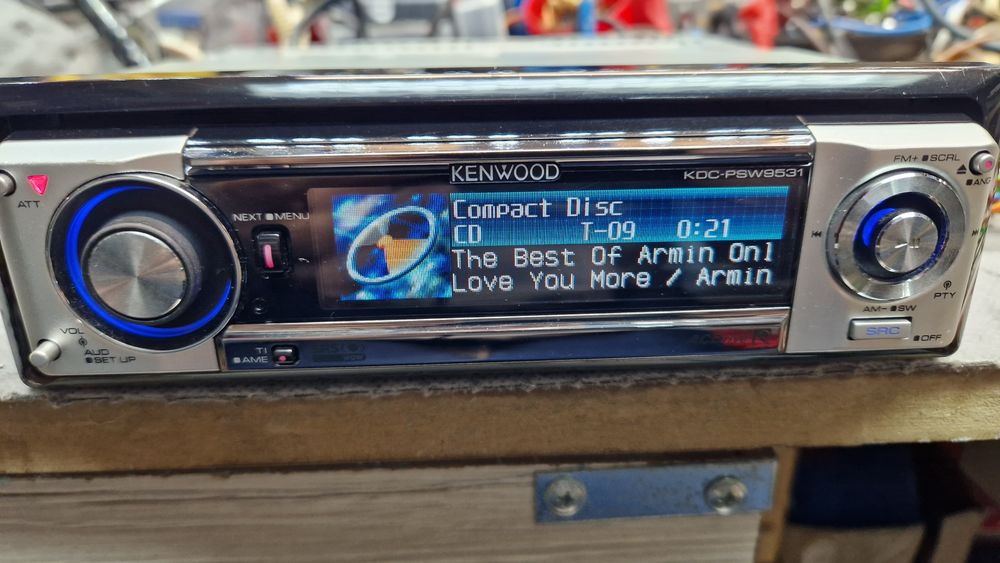 KENWOOD
KDC-PSW9531
FM+ SCRL
ANG
ATT
NEXT MENU
Compact Disc
CD T-09 0:21
The Best Of Armin Onl
Love You More / Armin
PTY
AM- SW
SRC
OFF
VOL
AUD
SET UP
TI
AME